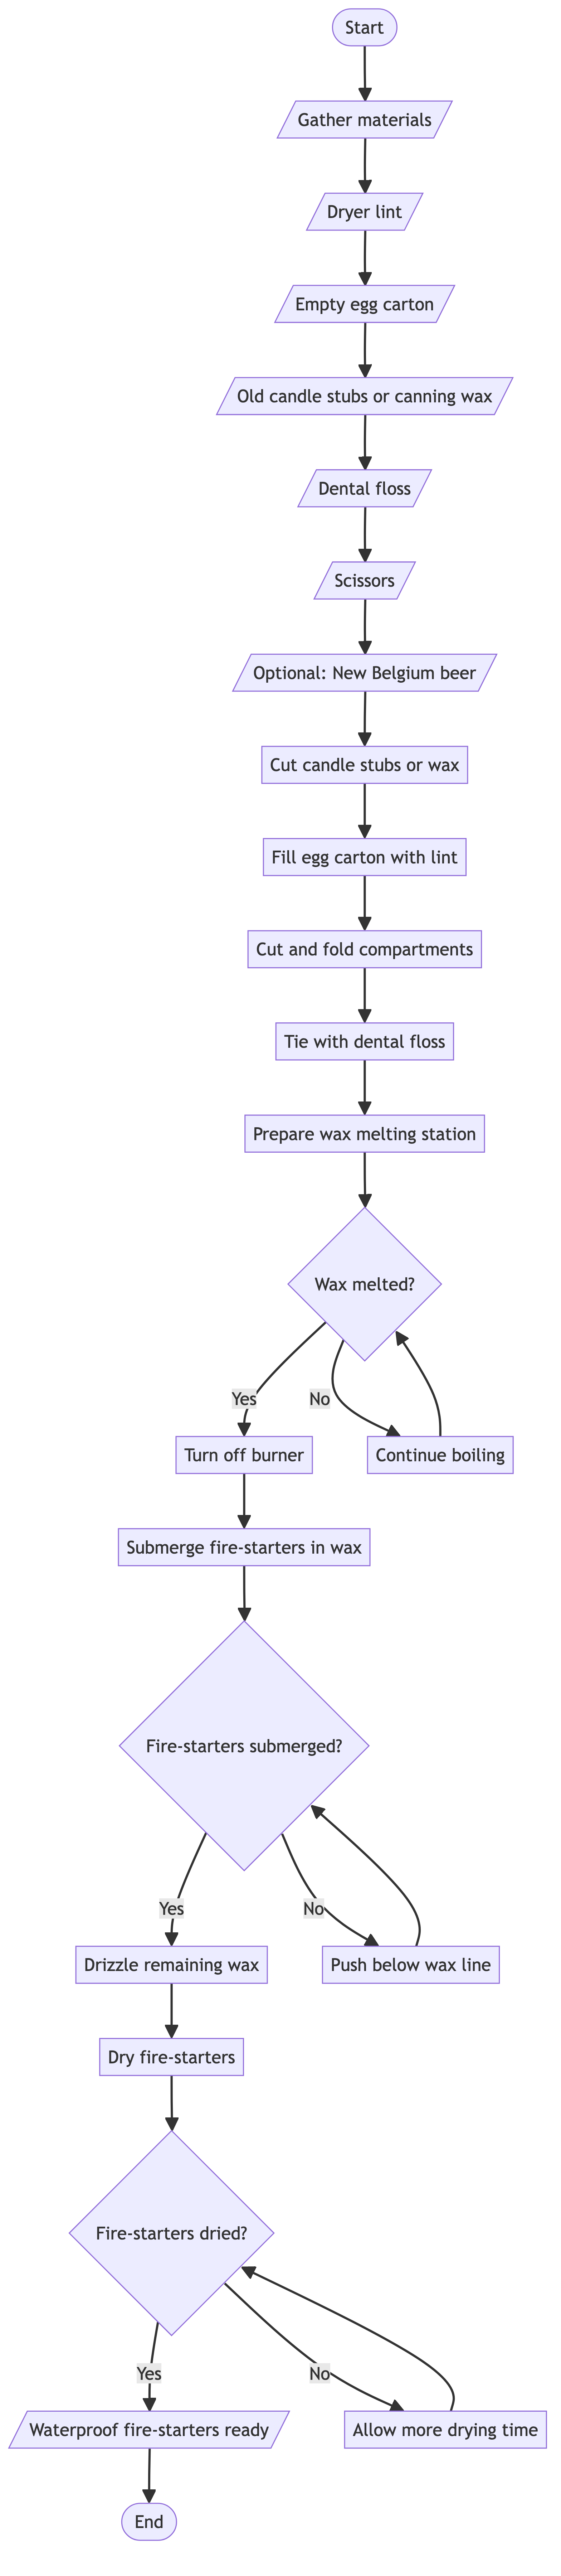 Start
Gather materials
Dryer lint
Empty egg carton
Old candle stubs or canning wax
Dental floss
Scissors
Optional: New Belgium beer
Cut candle stubs or wax
Fill egg carton with lint
Cut and fold compartments
Tie with dental floss
Prepare wax melting station
Wax melted?
Yes
No
Turn off burner
Continue boiling
Submerge fire-starters in wax
Fire-starters submerged?
Yes
No
Drizzle remaining wax
Push below wax line
Dry fire-starters
Fire-starters dried?
Yes
No
Waterproof fire-starters ready
Allow more drying time
End